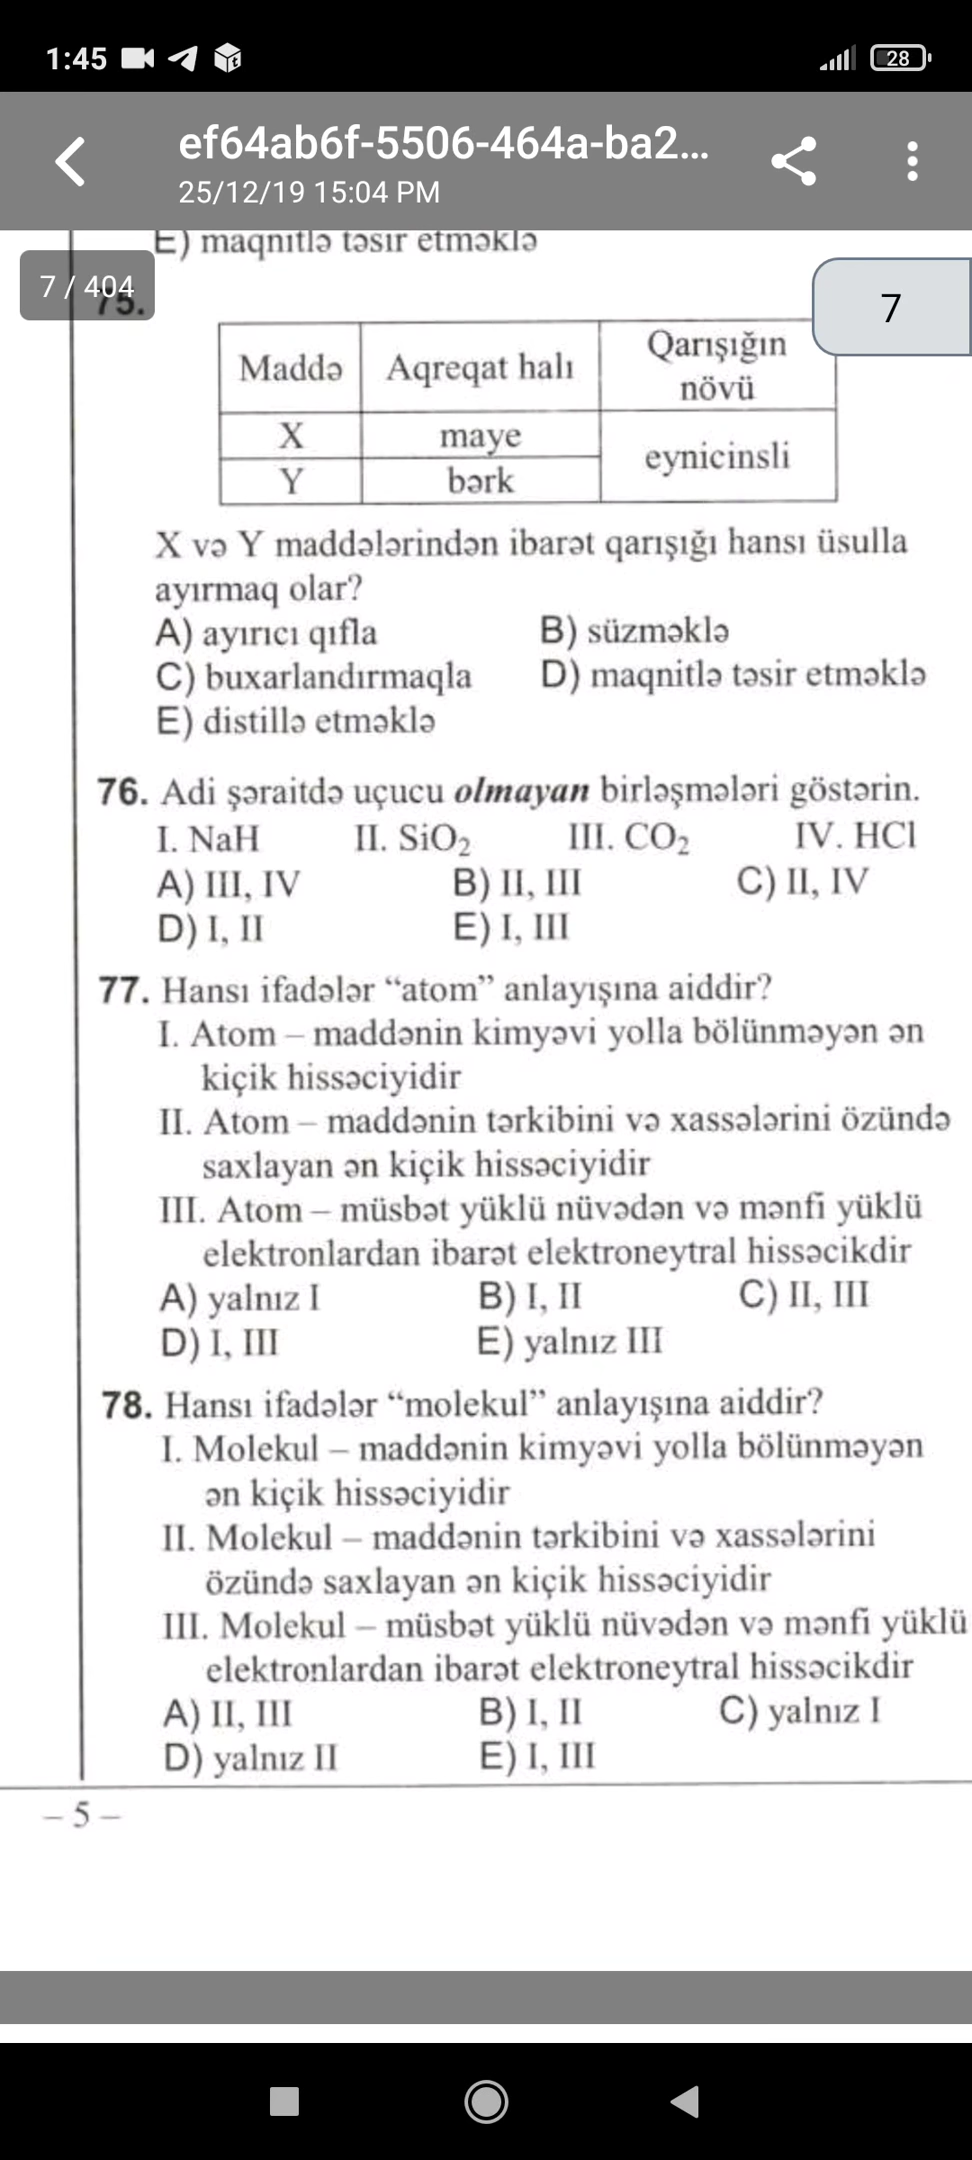 1:45 28
ef64ab6f-5506-464a-ba2...
25/12/19 15:04 PM
E) maqnitlə təsir etməklə
7 / 404
75.
7
Maddə Aqreqat halı Qarışığın növü
X maye eynicinsli
Y bərk
X və Y maddələrindən ibarət qarışığı hansı üsulla
ayırmaq olar?
A) ayırıcı qıfla B) süzməklə
C) buxarlandırmaqla D) maqnitlə təsir etməklə
E) distillə etməklə
76. Adi şəraitdə uçucu olmayan birləşmələri göstərin.
I. NaH II. SiO₂ III. CO₂ IV. HCl
A) III, IV B) II, III C) II, IV
D) I, II E) I, III
77. Hansı ifadələr “atom” anlayışına aiddir?
I. Atom – maddənin kimyəvi yolla bölünməyən ən
kiçik hissəciyidir
II. Atom – maddənin tərkibini və xassələrini özündə
saxlayan ən kiçik hissəciyidir
III. Atom – müsbət yüklü nüvədən və mənfi yüklü
elektronlardan ibarət elektroneytral hissəcikdir
A) yalnız I B) I, II C) II, III
D) I, III E) yalnız III
78. Hansı ifadələr “molekul” anlayışına aiddir?
I. Molekul – maddənin kimyəvi yolla bölünməyən
ən kiçik hissəciyidir
II. Molekul – maddənin tərkibini və xassələrini
özündə saxlayan ən kiçik hissəciyidir
III. Molekul – müsbət yüklü nüvədən və mənfi yüklü
elektronlardan ibarət elektroneytral hissəcikdir
A) II, III B) I, II C) yalnız I
D) yalnız II E) I, III
– 5 –